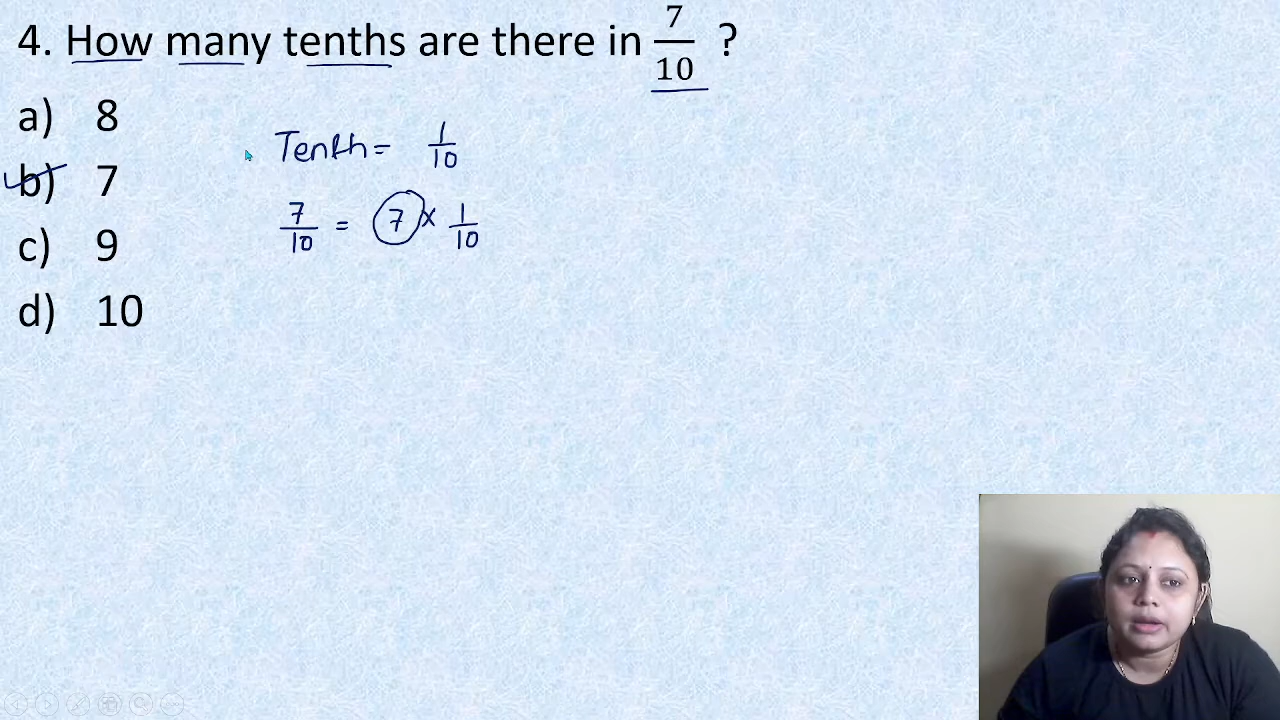 4. How many tenths are there in 7/10 ?
a) 8
b) 7
c) 9
d) 10
Tenth = 1/10
7/10 = 7 x 1/10